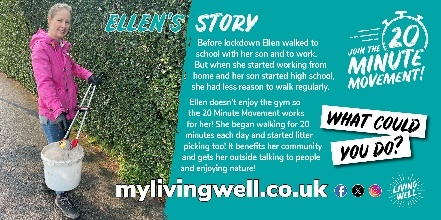 ELLEN'S STORY
Before lockdown Ellen walked to
school with her son and to work.
But when she started working from
home and her son started high school,
she had less reason to walk regularly.
Ellen doesn't enjoy the gym so
the 20 Minute Movement works
for her! She began walking for 20
minutes each day and started litter
picking too! It benefits her community
and gets her outside talking to people
and enjoying nature!
JOIN THE
20
MINUTE
MOVEMENT!
WHAT COULD
YOU DO?
mylivingwell.co.uk
LIVING
WELL